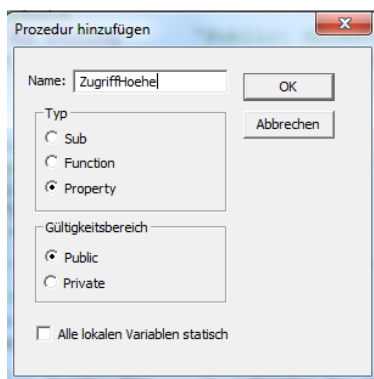 Prozedur hinzufügen
Name: ZugriffHoehe
OK
Abbrechen
Typ
Sub
Function
Property
Gültigkeitsbereich
Public
Private
Alle lokalen Variablen statisch